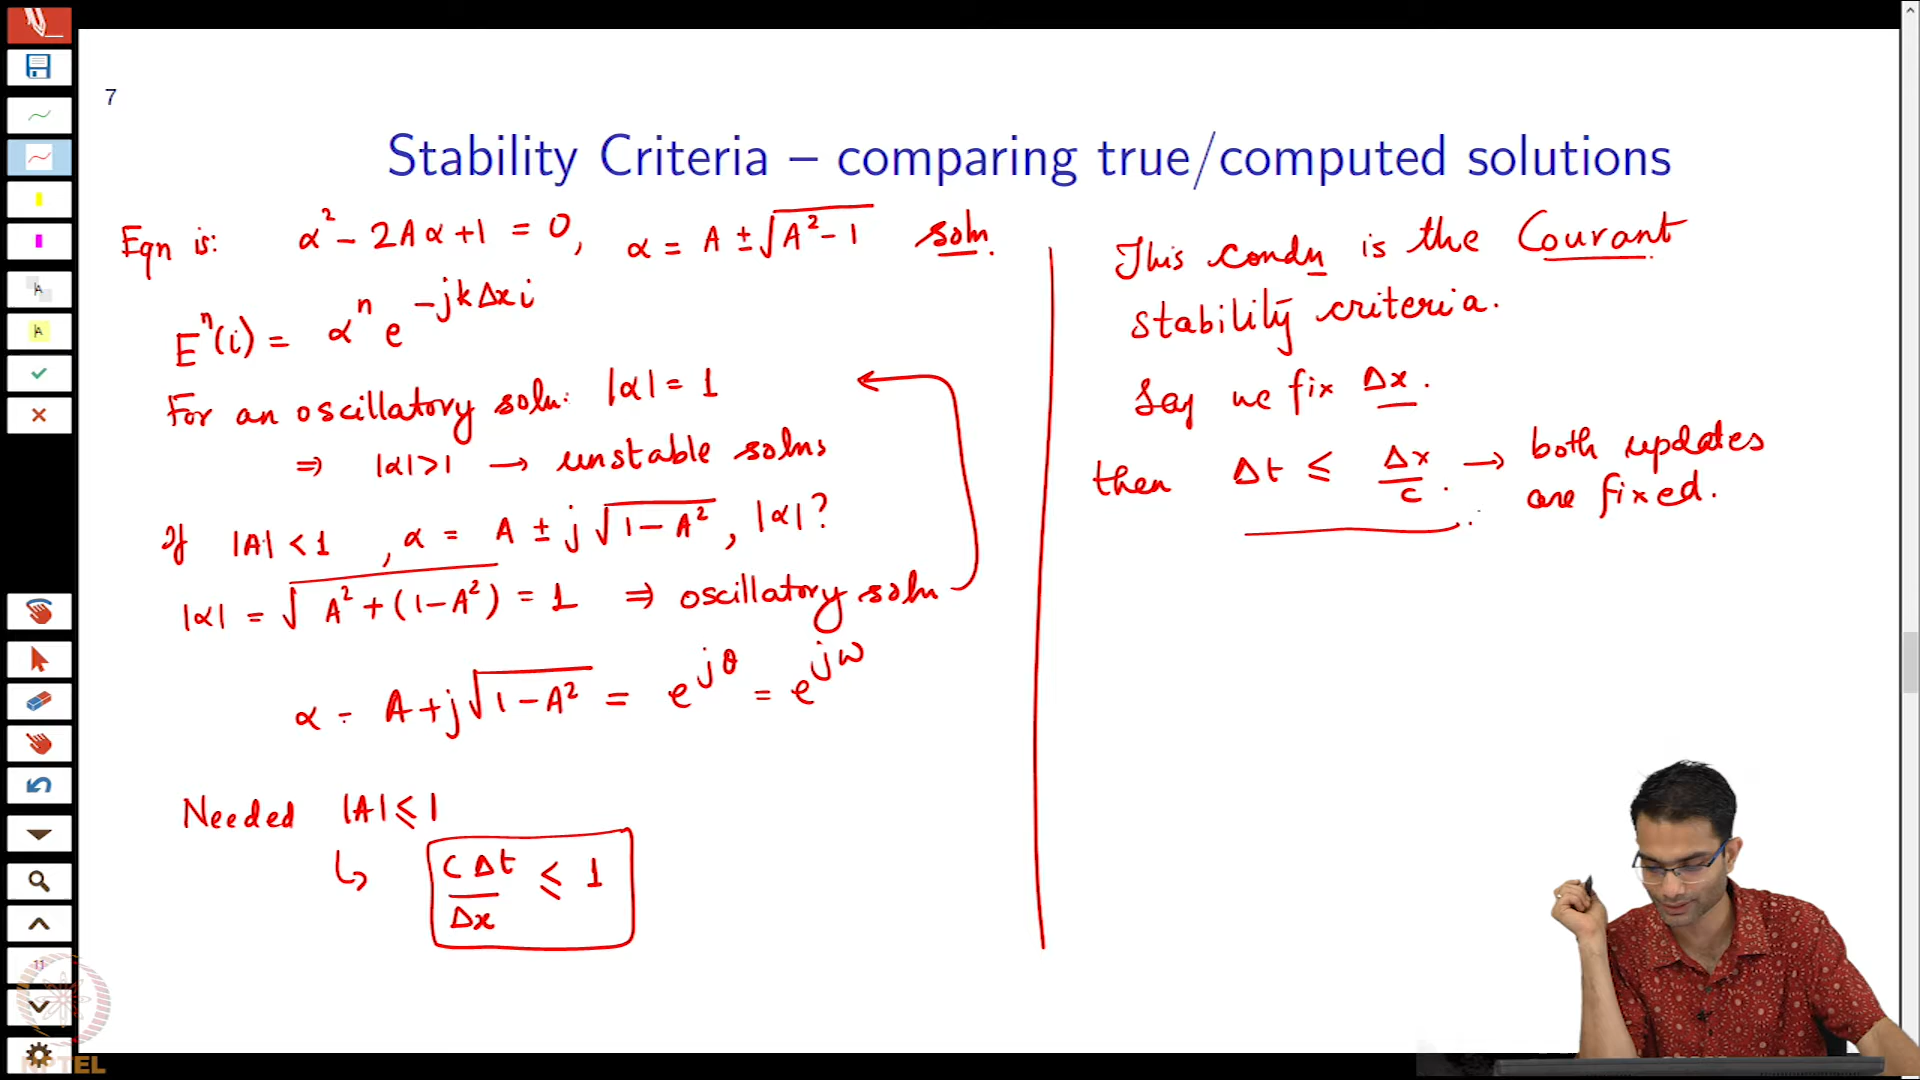 7
Stability Criteria – comparing true/computed solutions
Eqn is: α² - 2Aα + 1 = 0, α = A ± √(A² - 1) soln.
Eⁿ(i) = αⁿ e^(-jkΔxi)
For an oscillatory soln. |α| = 1
⇒ |α| > 1 → unstable solns
If |A| < 1, α = A ± j√(1 - A²), |α| ?
|α| = √(A² + (1 - A²)) = 1 ⇒ oscillatory soln
α = A + j√(1 - A²) = e^(jθ) = e^(jω)
Needed |A| ≤ 1
↳ cΔt/Δx ≤ 1
This condn is the Courant
stability criteria.
Say we fix Δx.
then Δt ≤ Δx/c. → both updates
are fixed.
11
NPTEL